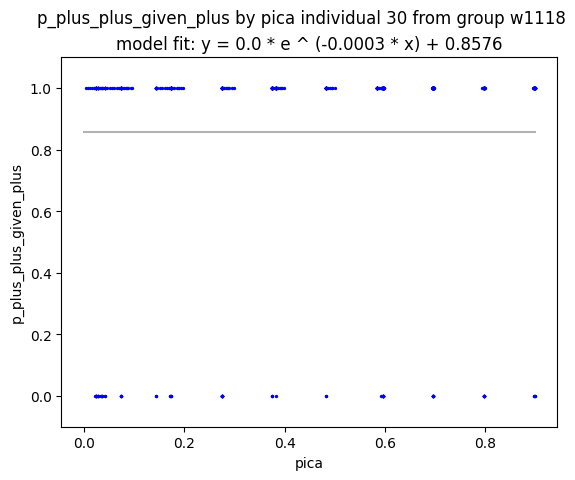 p_plus_plus_given_plus by pica individual 30 from group w1118
model fit: y = 0.0 * e ^ (-0.0003 * x) + 0.8576
1.0
0.8
0.6
0.4
0.2
0.0
p_plus_plus_given_plus
0.0 0.2 0.4 0.6 0.8
pica